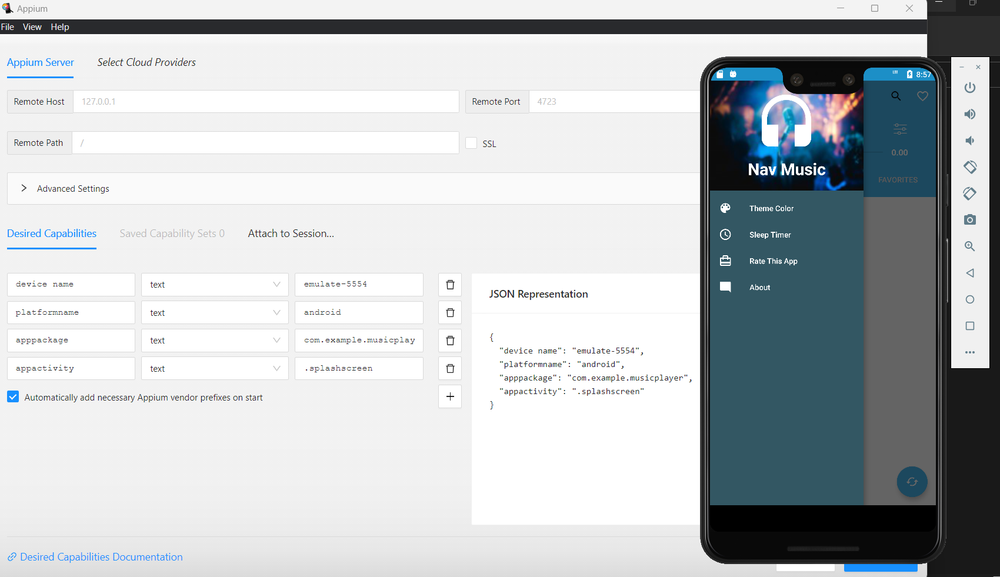 Appium
File View Help
Appium Server Select Cloud Providers
Remote Host 127.0.0.1 Remote Port 4723
Remote Path / SSL
Advanced Settings
Desired Capabilities Saved Capability Sets 0 Attach to Session...
device name text emulate-5554
platformname text android
apppackage text com.example.musicplay
appactivity text .splashscreen
Automatically add necessary Appium vendor prefixes on start
JSON Representation
{
"device name": "emulate-5554",
"platformname": "android",
"apppackage": "com.example.musicplayer",
"appactivity": ".splashscreen"
}
Desired Capabilities Documentation
LTE 8:57
Nav Music
0.00
FAVORITES
Theme Color
Sleep Timer
Rate This App
About